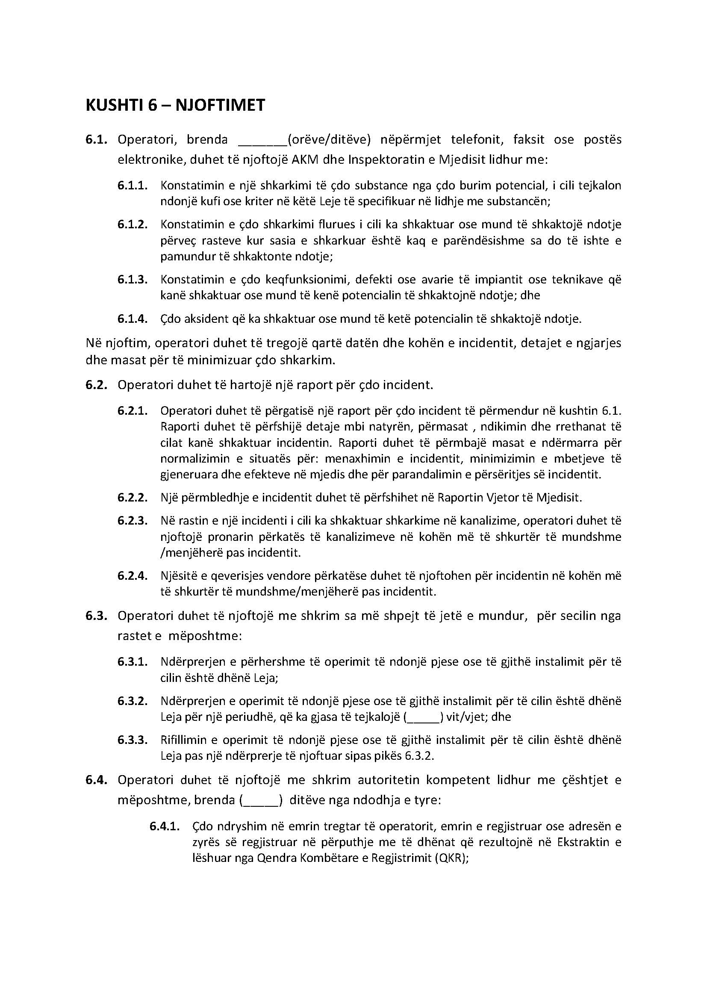 KUSHTI 6 – NJOFTIMET
6.1. Operatori, brenda _______(orëve/ditëve) nëpërmjet telefonit, faksit ose postës
elektronike, duhet të njoftojë AKM dhe Inspektoratin e Mjedisit lidhur me:
6.1.1. Konstatimin e një shkarkimi të çdo substance nga çdo burim potencial, i cili tejkalon
ndonjë kufi ose kriter në këtë Leje të specifikuar në lidhje me substancën;
6.1.2. Konstatimin e çdo shkarkimi flurues i cili ka shkaktuar ose mund të shkaktojë ndotje
përveç rasteve kur sasia e shkarkuar është kaq e parëndësishme sa do të ishte e
pamundur të shkaktonte ndotje;
6.1.3. Konstatimin e çdo keqfunksionimi, defekti ose avarie të impiantit ose teknikave që
kanë shkaktuar ose mund të kenë potencialin të shkaktojnë ndotje; dhe
6.1.4. Çdo aksident që ka shkaktuar ose mund të ketë potencialin të shkaktojë ndotje.
Në njoftim, operatori duhet të tregojë qartë datën dhe kohën e incidentit, detajet e ngjarjes
dhe masat për të minimizuar çdo shkarkim.
6.2. Operatori duhet të hartojë një raport për çdo incident.
6.2.1. Operatori duhet të përgatisë një raport për çdo incident të përmendur në kushtin 6.1.
Raporti duhet të përfshijë detaje mbi natyrën, përmasat , ndikimin dhe rrethanat të
cilat kanë shkaktuar incidentin. Raporti duhet të përmbajë masat e ndërmarra për
normalizimin e situatës për: menaxhimin e incidentit, minimizimin e mbetjeve të
gjeneruara dhe efekteve në mjedis dhe për parandalimin e përsëritjes së incidentit.
6.2.2. Një përmbledhje e incidentit duhet të përfshihet në Raportin Vjetor të Mjedisit.
6.2.3. Në rastin e një incidenti i cili ka shkaktuar shkarkime në kanalizime, operatori duhet të
njoftojë pronarin përkatës të kanalizimeve në kohën më të shkurtër të mundshme
/menjëherë pas incidentit.
6.2.4. Njësitë e qeverisjes vendore përkatëse duhet të njoftohen për incidentin në kohën më
të shkurtër të mundshme/menjëherë pas incidentit.
6.3. Operatori duhet të njoftojë me shkrim sa më shpejt të jetë e mundur, për secilin nga
rastet e mëposhtme:
6.3.1. Ndërprerjen e përhershme të operimit të ndonjë pjese ose të gjithë instalimit për të
cilin është dhënë Leja;
6.3.2. Ndërprerjen e operimit të ndonjë pjese ose të gjithë instalimit për të cilin është dhënë
Leja për një periudhë, që ka gjasa të tejkalojë (_____) vit/vjet; dhe
6.3.3. Rifillimin e operimit të ndonjë pjese ose të gjithë instalimit për të cilin është dhënë
Leja pas një ndërprerje të njoftuar sipas pikës 6.3.2.
6.4. Operatori duhet të njoftojë me shkrim autoritetin kompetent lidhur me çështjet e
mëposhtme, brenda (_____) ditëve nga ndodhja e tyre:
6.4.1. Çdo ndryshim në emrin tregtar të operatorit, emrin e regjistruar ose adresën e
zyrës së regjistruar në përputhje me të dhënat që rezultojnë në Ekstraktin e
lëshuar nga Qendra Kombëtare e Regjistrimit (QKR);